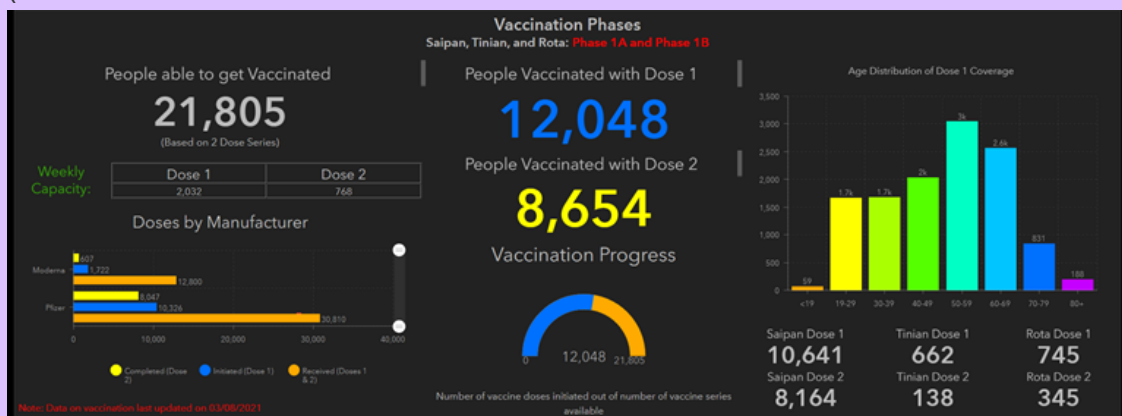 Vaccination Phases
Saipan, Tinian, and Rota: Phase 1A and Phase 1B
People able to get Vaccinated
21,805
(Based on 2 Dose Series)
Weekly Capacity:
Dose 1 Dose 2
2,032 768
Doses by Manufacturer
Moderna
607
1,722
12,800
Pfizer
8,047
10,326
30,810
0 10,000 20,000 30,000 40,000
Completed (Dose 2)
Initiated (Dose 1)
Received (Doses 1 & 2)
Note: Data on vaccination last updated on 03/08/2021
People Vaccinated with Dose 1
12,048
People Vaccinated with Dose 2
8,654
Vaccination Progress
0 12,048 21,805
Number of vaccine doses initiated out of number of vaccine series
available
Age Distribution of Dose 1 Coverage
3,500
3,000
2,500
2,000
1,500
1,000
500
0
59 1.7k 1.7k 2k 3k 2.6k 831 188
<19 19-29 30-39 40-49 50-59 60-69 70-79 80+
Saipan Dose 1 Tinian Dose 1 Rota Dose 1
10,641 662 745
Saipan Dose 2 Tinian Dose 2 Rota Dose 2
8,164 138 345